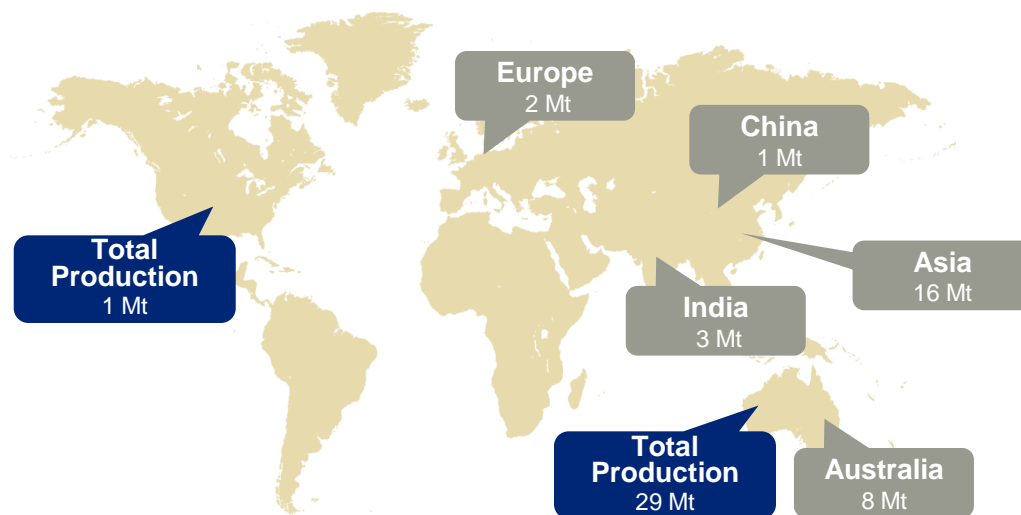 Europe
2 Mt
China
1 Mt
Total
Production
1 Mt
Asia
16 Mt
India
3 Mt
Total
Production
29 Mt
Australia
8 Mt